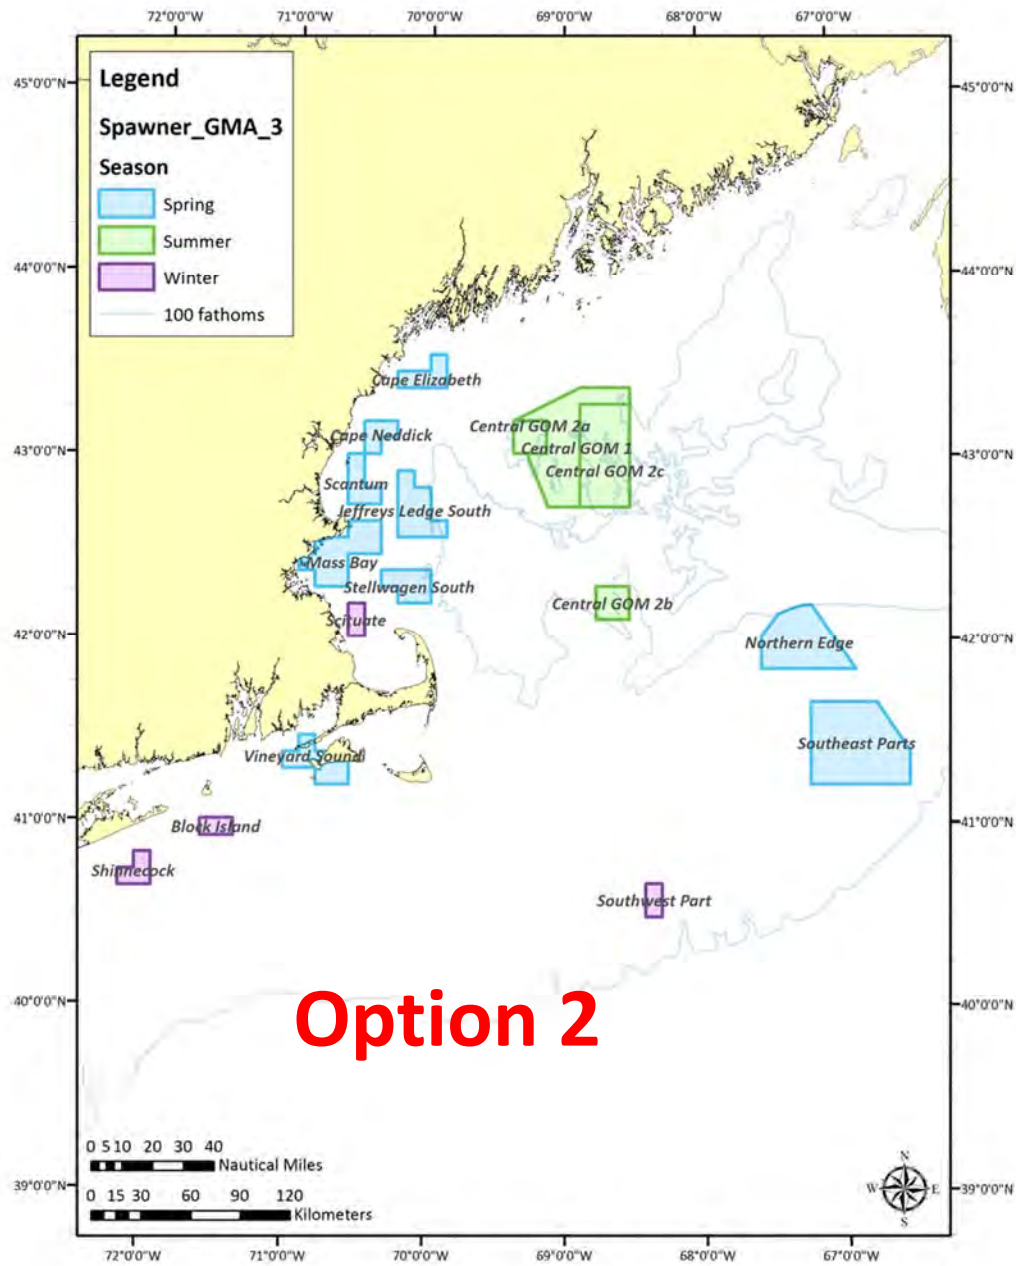 72°0'0"W 71°0'0"W 70°0'0"W 69°0'0"W 68°0'0"W 67°0'0"W
Legend
Spawner_GMA_3
Season
Spring
Summer
Winter
100 fathoms
45°0'0"N 45°0'0"N
44°0'0"N 44°0'0"N
Cape Elizabeth
Central GOM 2a
Cape Neddick
43°0'0"N 43°0'0"N
Central GOM 1
Central GOM 2c
Scantum
Jeffreys Ledge South
Mass Bay
Stellwagen South
Central GOM 2b
Scituate
42°0'0"N 42°0'0"N
Northern Edge
Southeast Parts
Vineyard Sound
41°0'0"N 41°0'0"N
Block Island
Shinnecock
Southwest Part
40°0'0"N 40°0'0"N
Option 2
0 5 10 20 30 40
Nautical Miles
0 15 30 60 90 120
Kilometers
N
W E
S
39°0'0"N 39°0'0"N
72°0'0"W 71°0'0"W 70°0'0"W 69°0'0"W 68°0'0"W 67°0'0"W